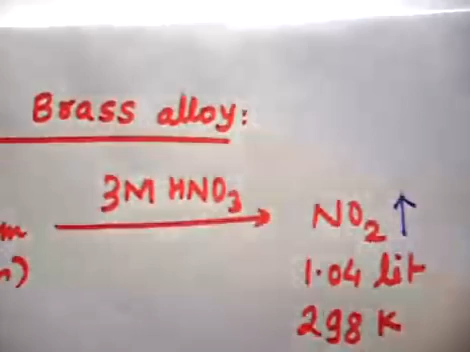 Brass alloy:
3M HNO₃
NO₂ ↑
1.04 lit
298 K